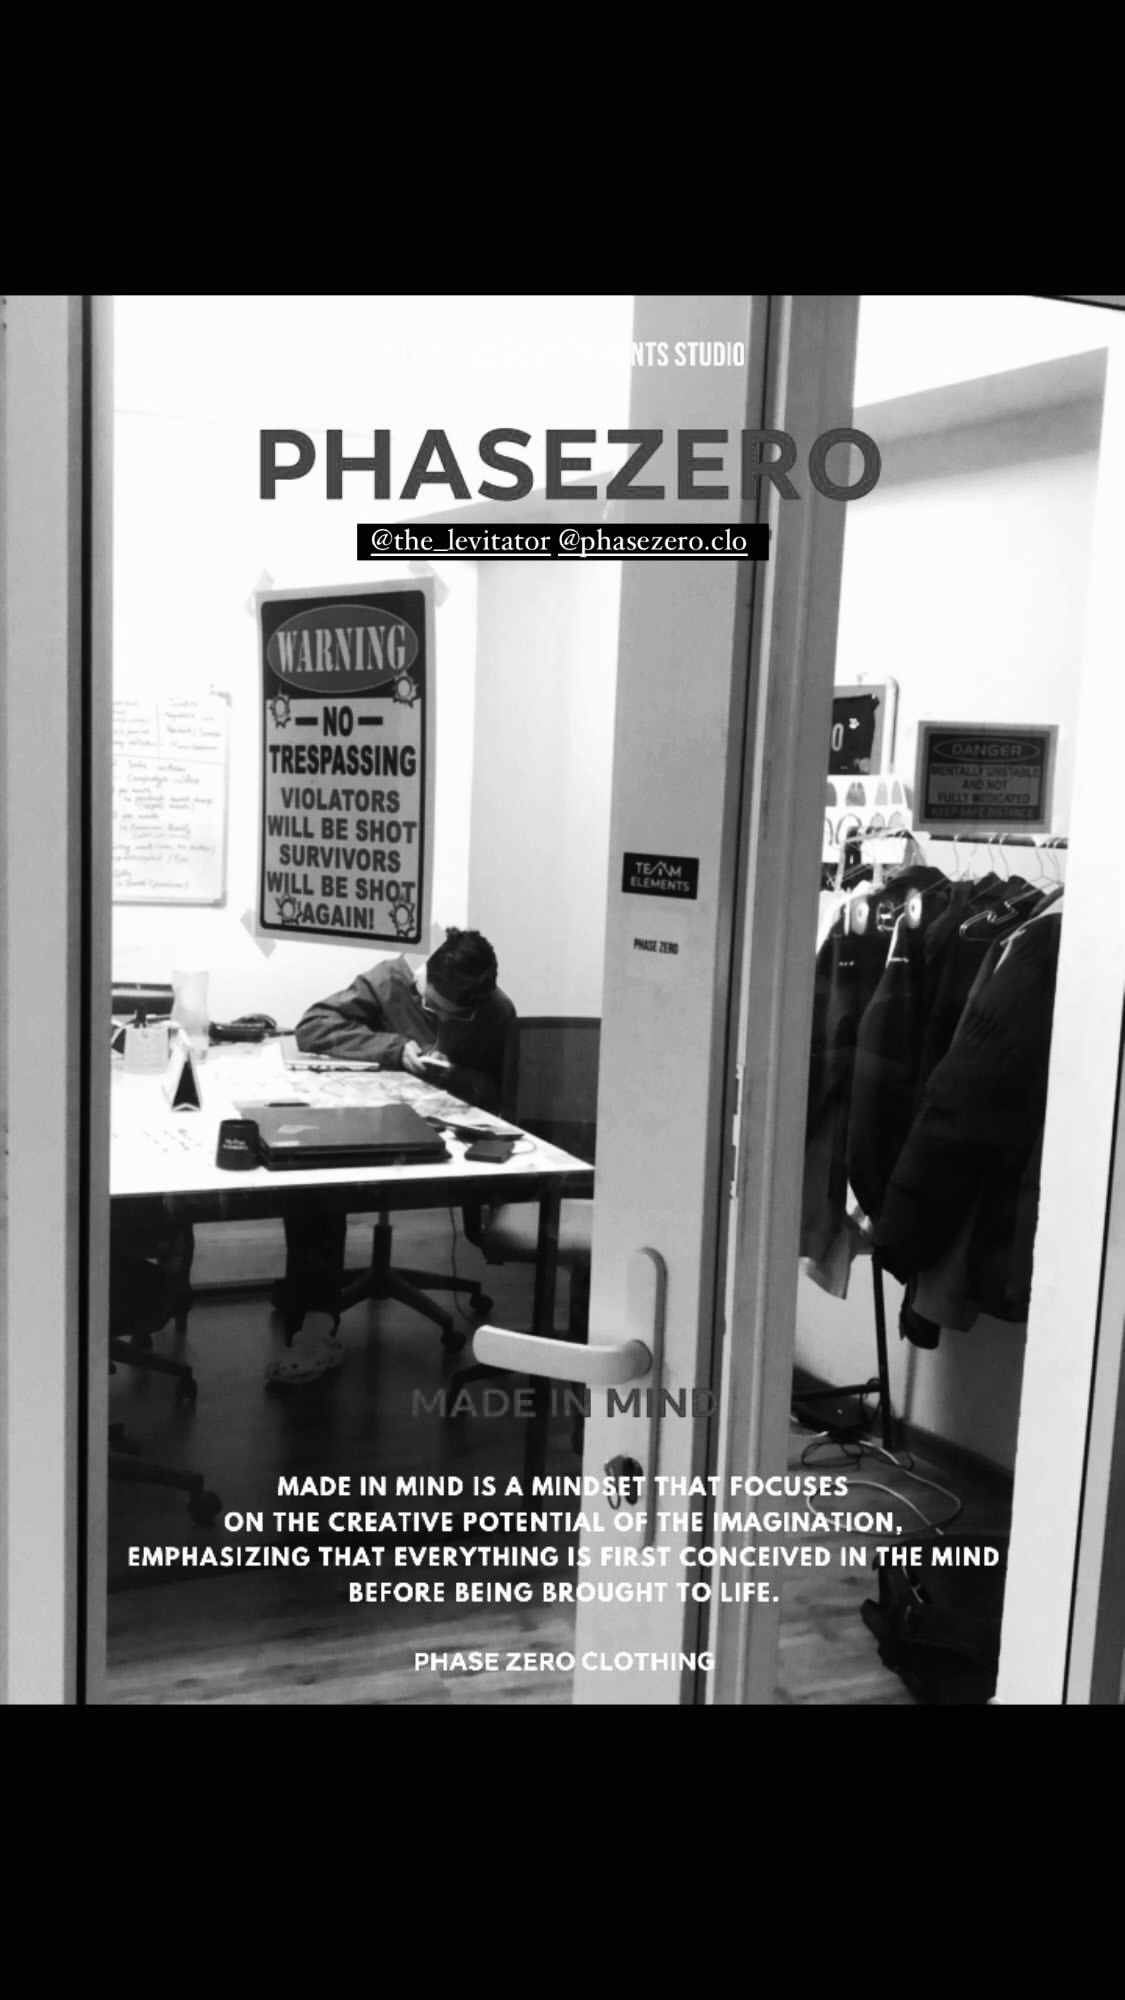 NTS STUDIO
PHASEZERO
@the_levitator @phasezero.clo
WARNING
NO
TRESPASSING
VIOLATORS
WILL BE SHOT
SURVIVORS
WILL BE SHOT
AGAIN!
DANGER
MENTALLY UNSTABLE
AND NOT
FULLY MEDICATED
KEEP SAFE DISTANCE
TEAM
ELEMENTS
PHASE ZERO
MADE IN MIND
MADE IN MIND IS A MINDSET THAT FOCUSES
ON THE CREATIVE POTENTIAL OF THE IMAGINATION,
EMPHASIZING THAT EVERYTHING IS FIRST CONCEIVED IN THE MIND
BEFORE BEING BROUGHT TO LIFE.
PHASE ZERO CLOTHING